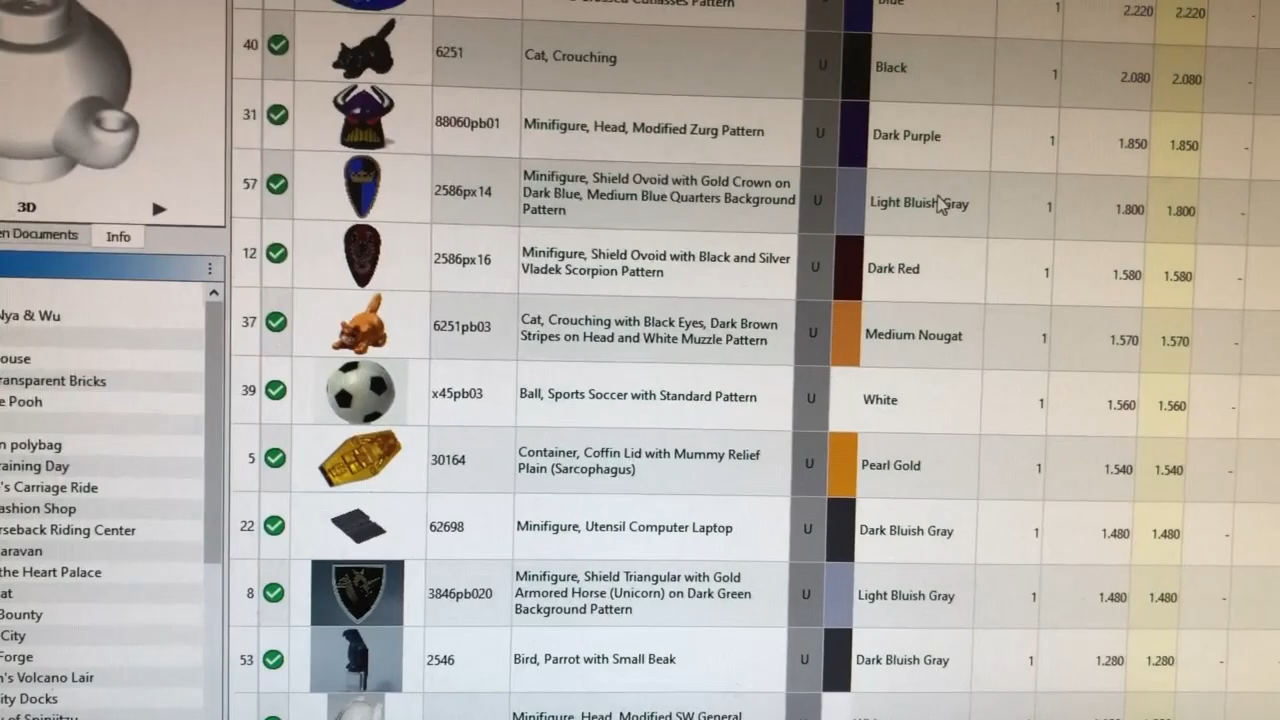 Blue
1
2.220
2.220
-
40
6251
Cat, Crouching
U
Black
1
2.080
2.080
-
31
88060pb01
Minifigure, Head, Modified Zurg Pattern
U
Dark Purple
1
1.850
1.850
-
57
2586px14
Minifigure, Shield Ovoid with Gold Crown on
Dark Blue, Medium Blue Quarters Background
Pattern
U
Light Bluish Gray
1
1.800
1.800
-
12
2586px16
Minifigure, Shield Ovoid with Black and Silver
Vladek Scorpion Pattern
U
Dark Red
1
1.580
1.580
-
37
6251pb03
Cat, Crouching with Black Eyes, Dark Brown
Stripes on Head and White Muzzle Pattern
U
Medium Nougat
1
1.570
1.570
-
39
x45pb03
Ball, Sports Soccer with Standard Pattern
U
White
1
1.560
1.560
-
5
30164
Container, Coffin Lid with Mummy Relief
Plain (Sarcophagus)
U
Pearl Gold
1
1.540
1.540
-
22
62698
Minifigure, Utensil Computer Laptop
U
Dark Bluish Gray
1
1.480
1.480
-
8
3846pb020
Minifigure, Shield Triangular with Gold
Armored Horse (Unicorn) on Dark Green
Background Pattern
U
Light Bluish Gray
1
1.480
1.480
-
53
2546
Bird, Parrot with Small Beak
U
Dark Bluish Gray
1
1.280
1.280
-
Minifigure, Head, Modified SW General
3D
en Documents
Info
Nya & Wu
ouse
ransparent Bricks
e Pooh
n polybag
raining Day
's Carriage Ride
ashion Shop
rseback Riding Center
aravan
the Heart Palace
at
Bounty
City
Forge
n's Volcano Lair
ity Docks